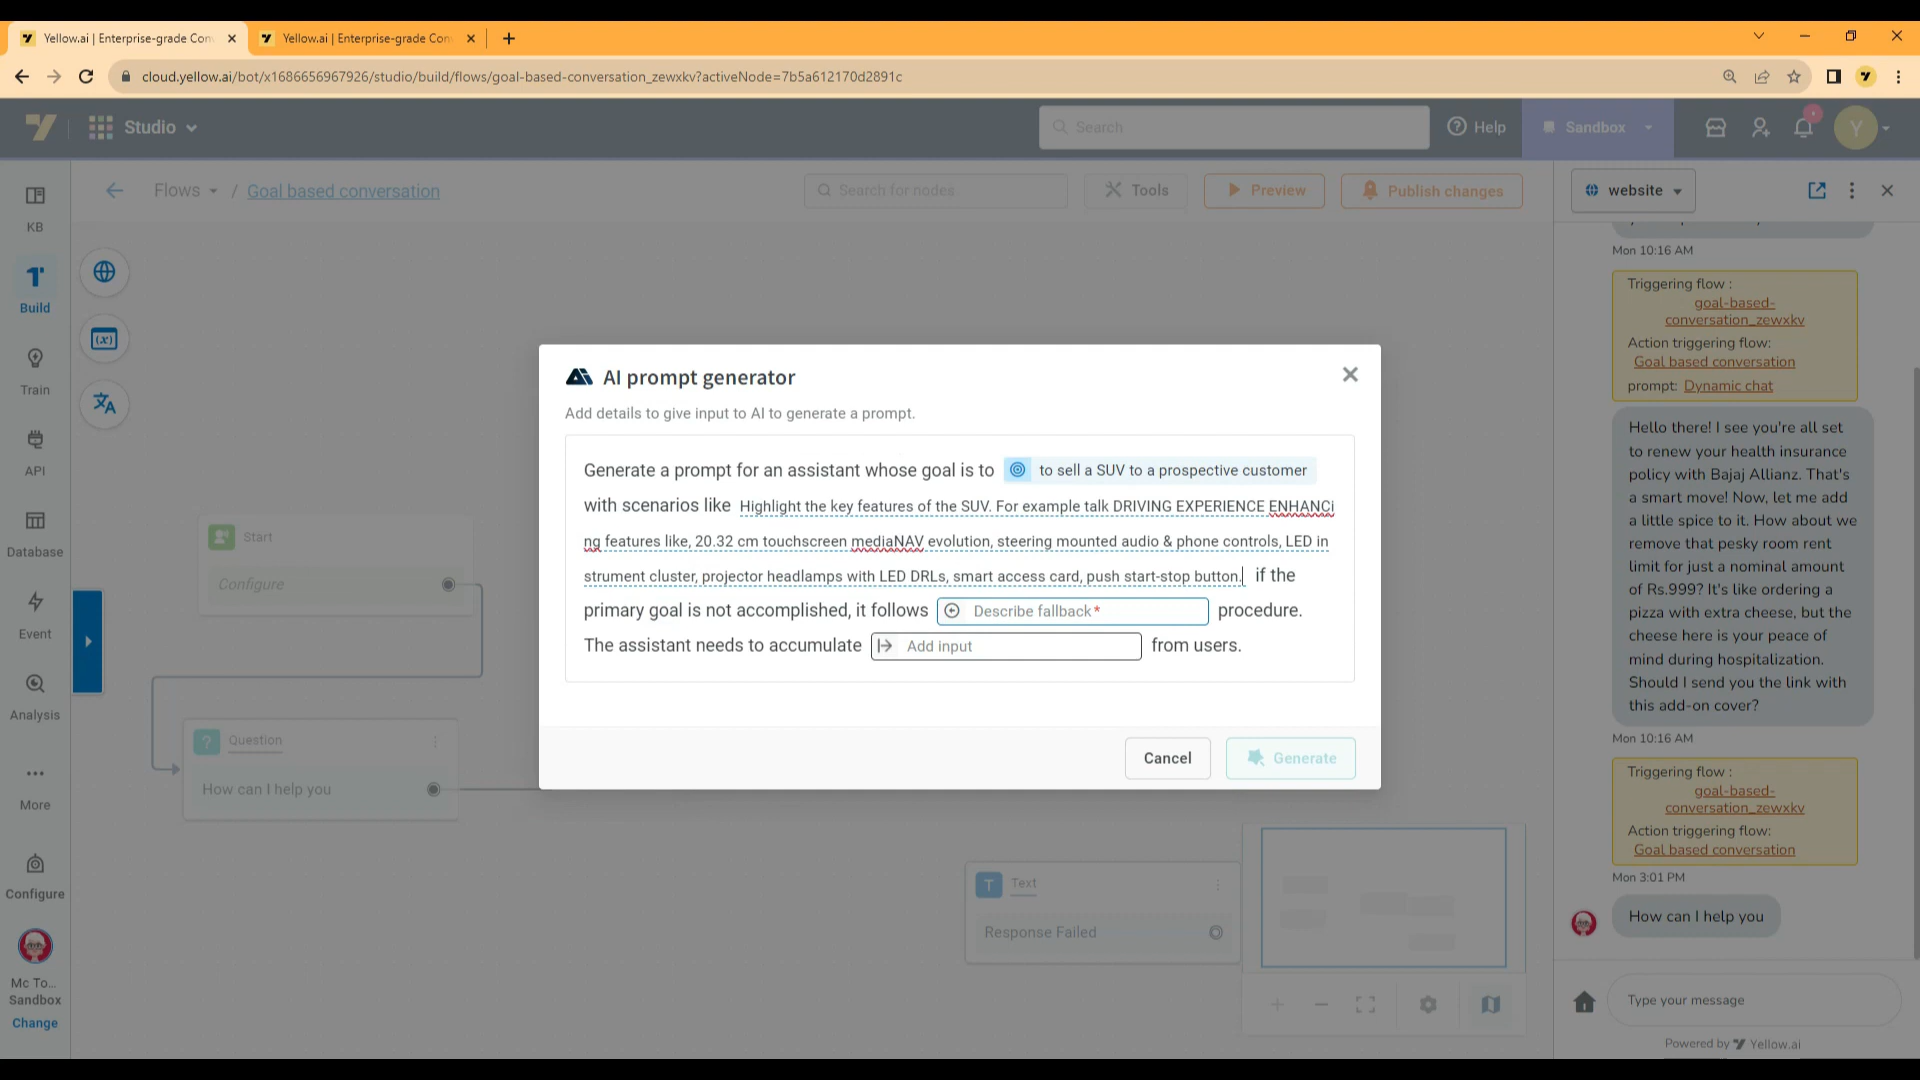 Yellow.ai | Enterprise-grade Con
Yellow.ai | Enterprise-grade Con
cloud.yellow.ai/bot/x1686656967926/studio/build/flows/goal-based-conversation_zewxkv?activeNode=7b5a612170d2891c
Studio
Search
Help
Sandbox
Y
KB
Build
Train
API
Database
Event
Analysis
More
Configure
Mc To...
Sandbox
Change
Flows / Goal based conversation
Search for nodes.
Tools
Preview
Publish changes
Start
Configure
Question
How can I help you
AI prompt generator
Add details to give input to AI to generate a prompt.
Generate a prompt for an assistant whose goal is to to sell a SUV to a prospective customer
with scenarios like Highlight the key features of the SUV. For example talk DRIVING EXPERIENCE ENHANCi
ng features like, 20.32 cm touchscreen mediaNAV evolution, steering mounted audio & phone controls, LED in
strument cluster, projector headlamps with LED DRLs, smart access card, push start-stop button. if the
primary goal is not accomplished, it follows Describe fallback* procedure.
The assistant needs to accumulate Add input from users.
Cancel
Generate
T Text
Response Failed
website
Mon 10:16 AM
Triggering flow :
goal-based-
conversation_zewxkv
Action triggering flow:
Goal based conversation
prompt: Dynamic chat
Hello there! I see you're all set
to renew your health insurance
policy with Bajaj Allianz. That's
a smart move! Now, let me add
a little spice to it. How about we
remove that pesky room rent
limit for just a nominal amount
of Rs.999? It's like ordering a
pizza with extra cheese, but the
cheese here is your peace of
mind during hospitalization.
Should I send you the link with
this add-on cover?
Mon 10:16 AM
Triggering flow :
goal-based-
conversation_zewxkv
Action triggering flow:
Goal based conversation
Mon 3:01 PM
How can I help you
Type your message
Powered by Yellow.ai